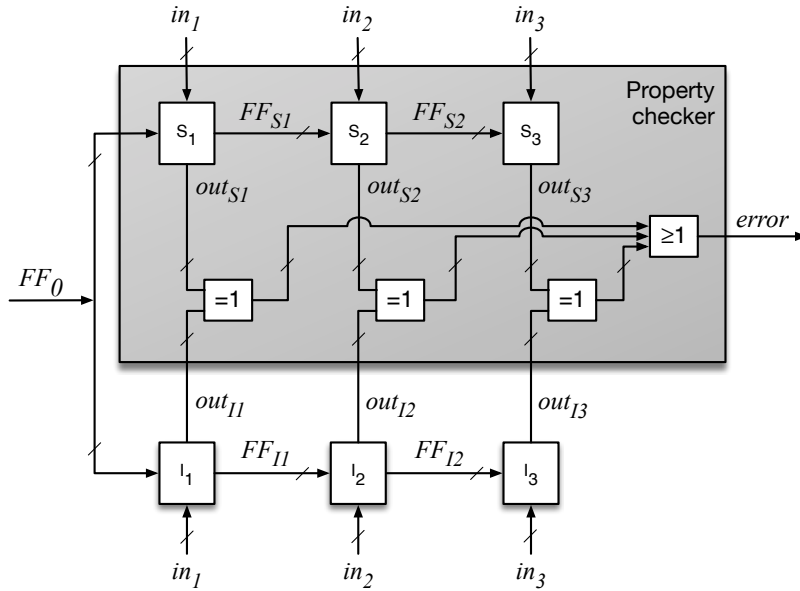 in1 in2 in3
Property
checker
FFS1 FFS2
S1 S2 S3
outS1 outS2 outS3
≥1 error
FF0
=1 =1 =1
outI1 outI2 outI3
FFI1 FFI2
I1 I2 I3
in1 in2 in3